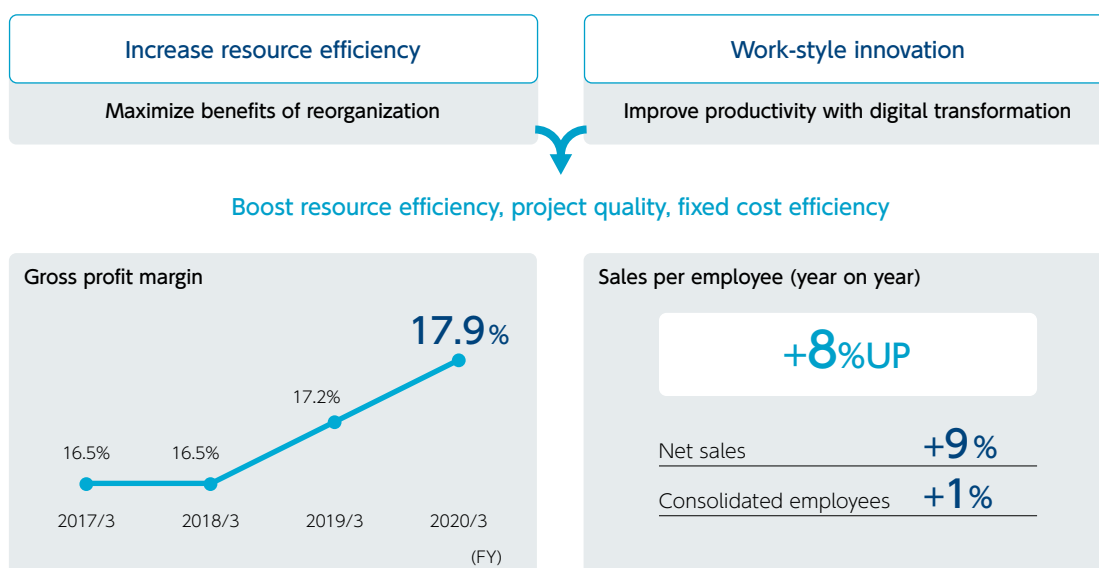 Increase resource efficiency
Maximize benefits of reorganization
Work-style innovation
Improve productivity with digital transformation
Boost resource efficiency, project quality, fixed cost efficiency
Gross profit margin
16.5%
16.5%
17.2%
17.9%
2017/3
2018/3
2019/3
2020/3
(FY)
Sales per employee (year on year)
+8%UP
Net sales +9%
Consolidated employees +1%